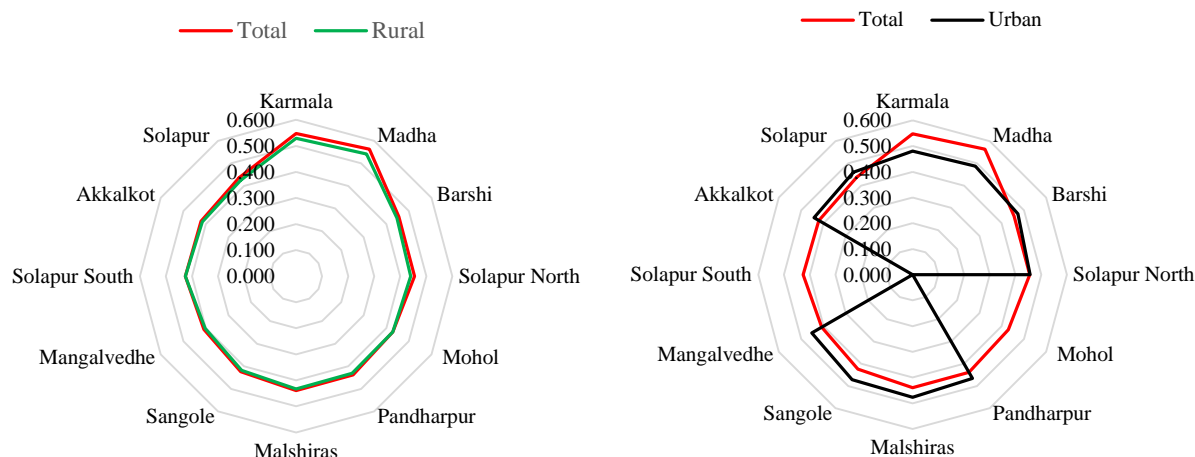 Total Rural
Karmala
Madha
Barshi
Solapur North
Mohol
Pandharpur
Malshiras
Sangole
Mangalvedhe
Solapur South
Akkalkot
Solapur
0.600
0.500
0.400
0.300
0.200
0.100
0.000
Total Urban
Karmala
Madha
Barshi
Solapur North
Mohol
Pandharpur
Malshiras
Sangole
Mangalvedhe
Solapur South
Akkalkot
Solapur
0.600
0.500
0.400
0.300
0.200
0.100
0.000